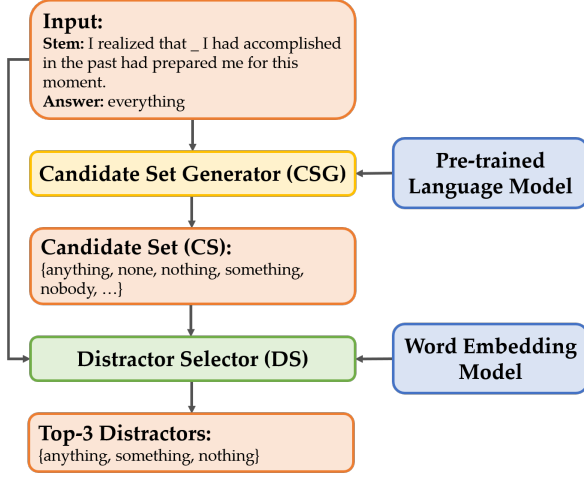 Input:
Stem: I realized that _ I had accomplished
in the past had prepared me for this
moment.
Answer: everything
Candidate Set Generator (CSG)
Pre-trained
Language Model
Candidate Set (CS):
{anything, none, nothing, something,
nobody, ...}
Distractor Selector (DS)
Word Embedding
Model
Top-3 Distractors:
{anything, something, nothing}